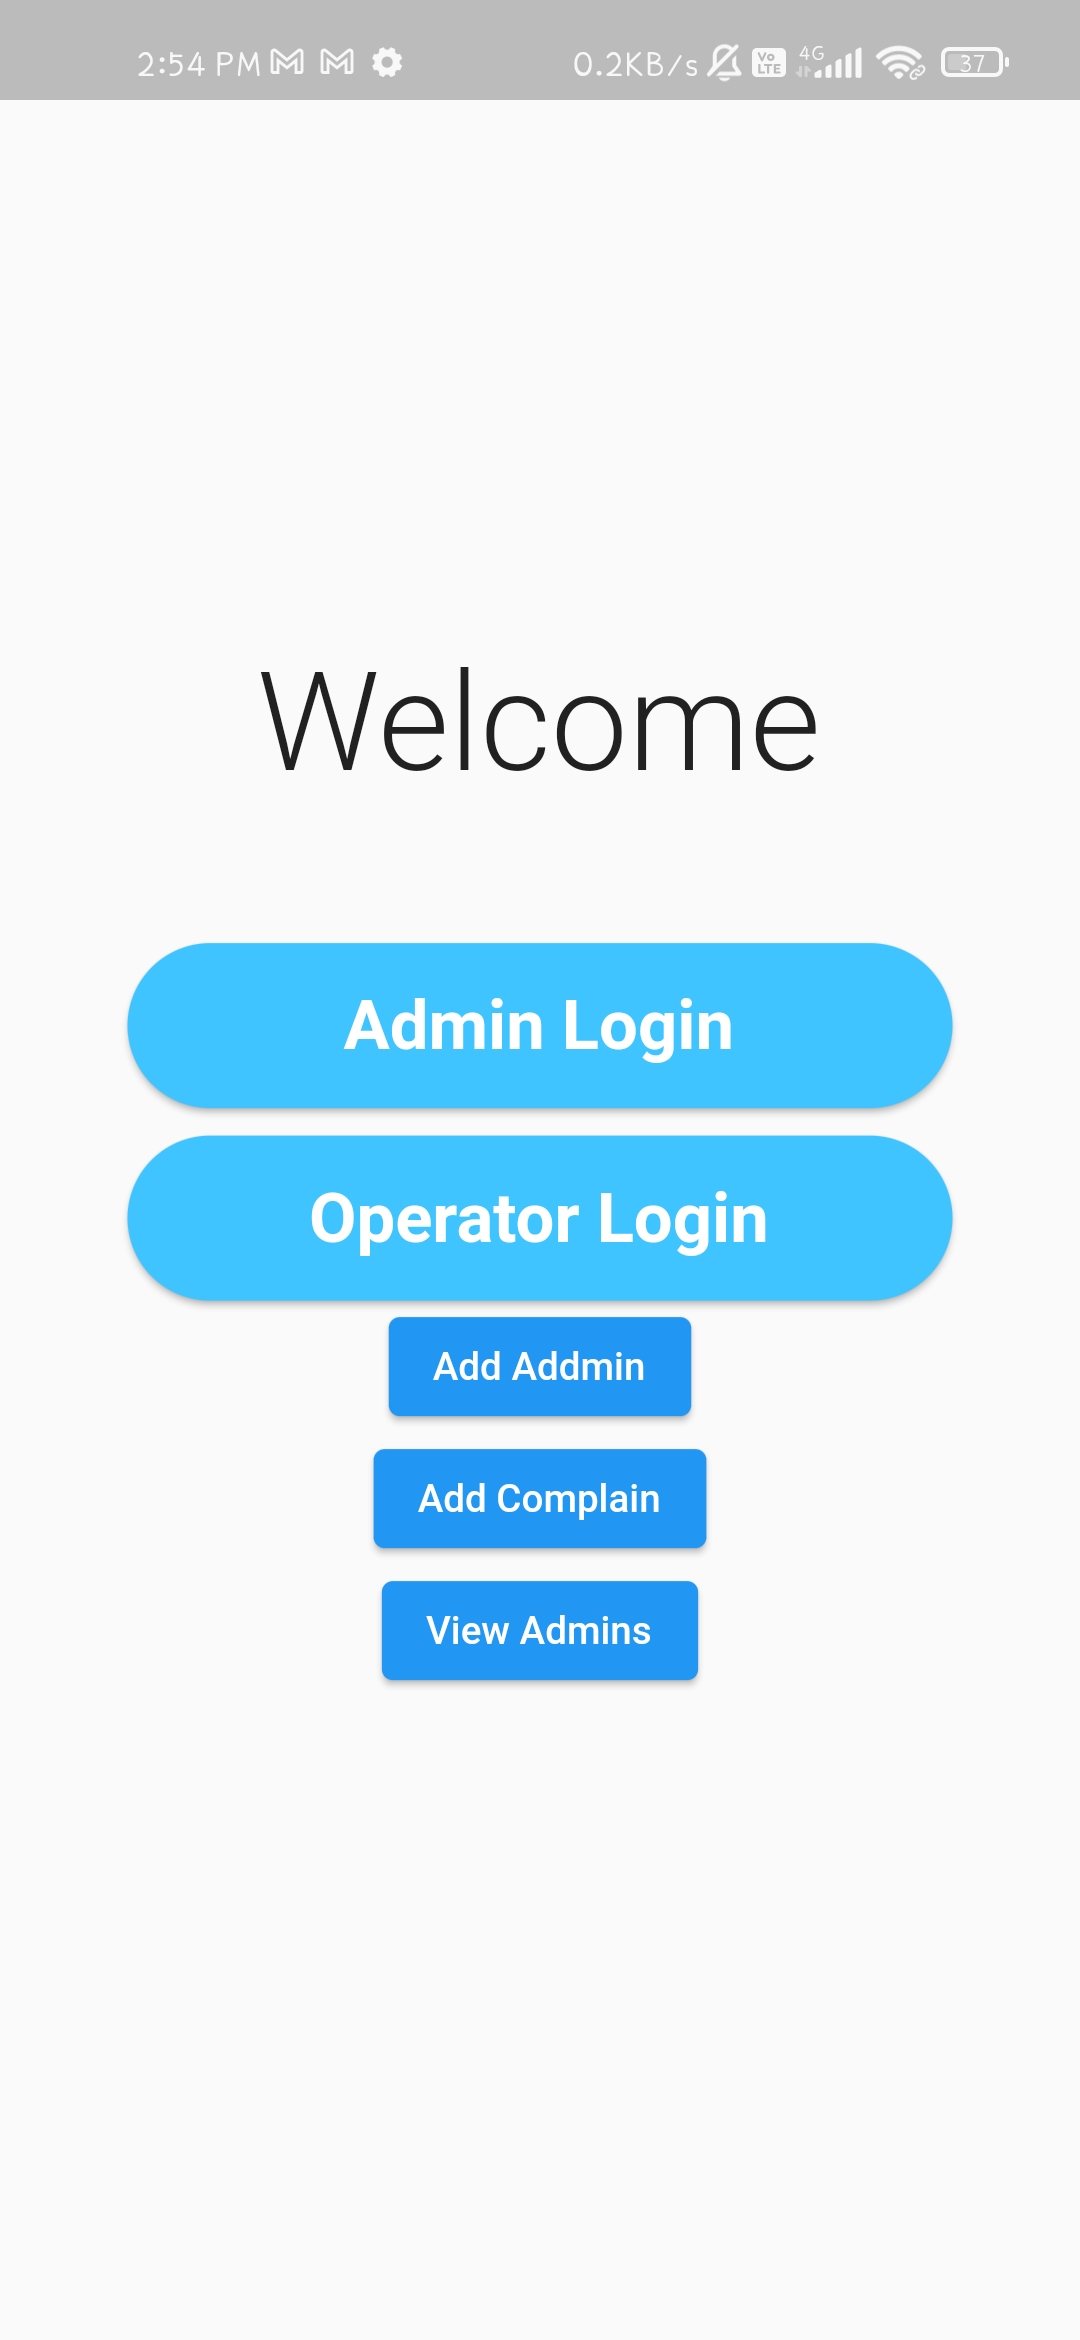 2:54 PM 0.2KB/s Vo LTE 4G 37
Welcome
Admin Login
Operator Login
Add Addmin
Add Complain
View Admins